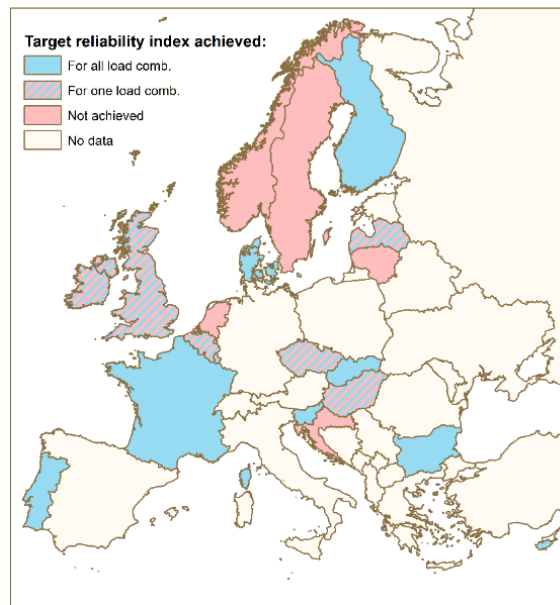 Target reliability index achieved:
For all load comb.
For one load comb.
Not achieved
No data